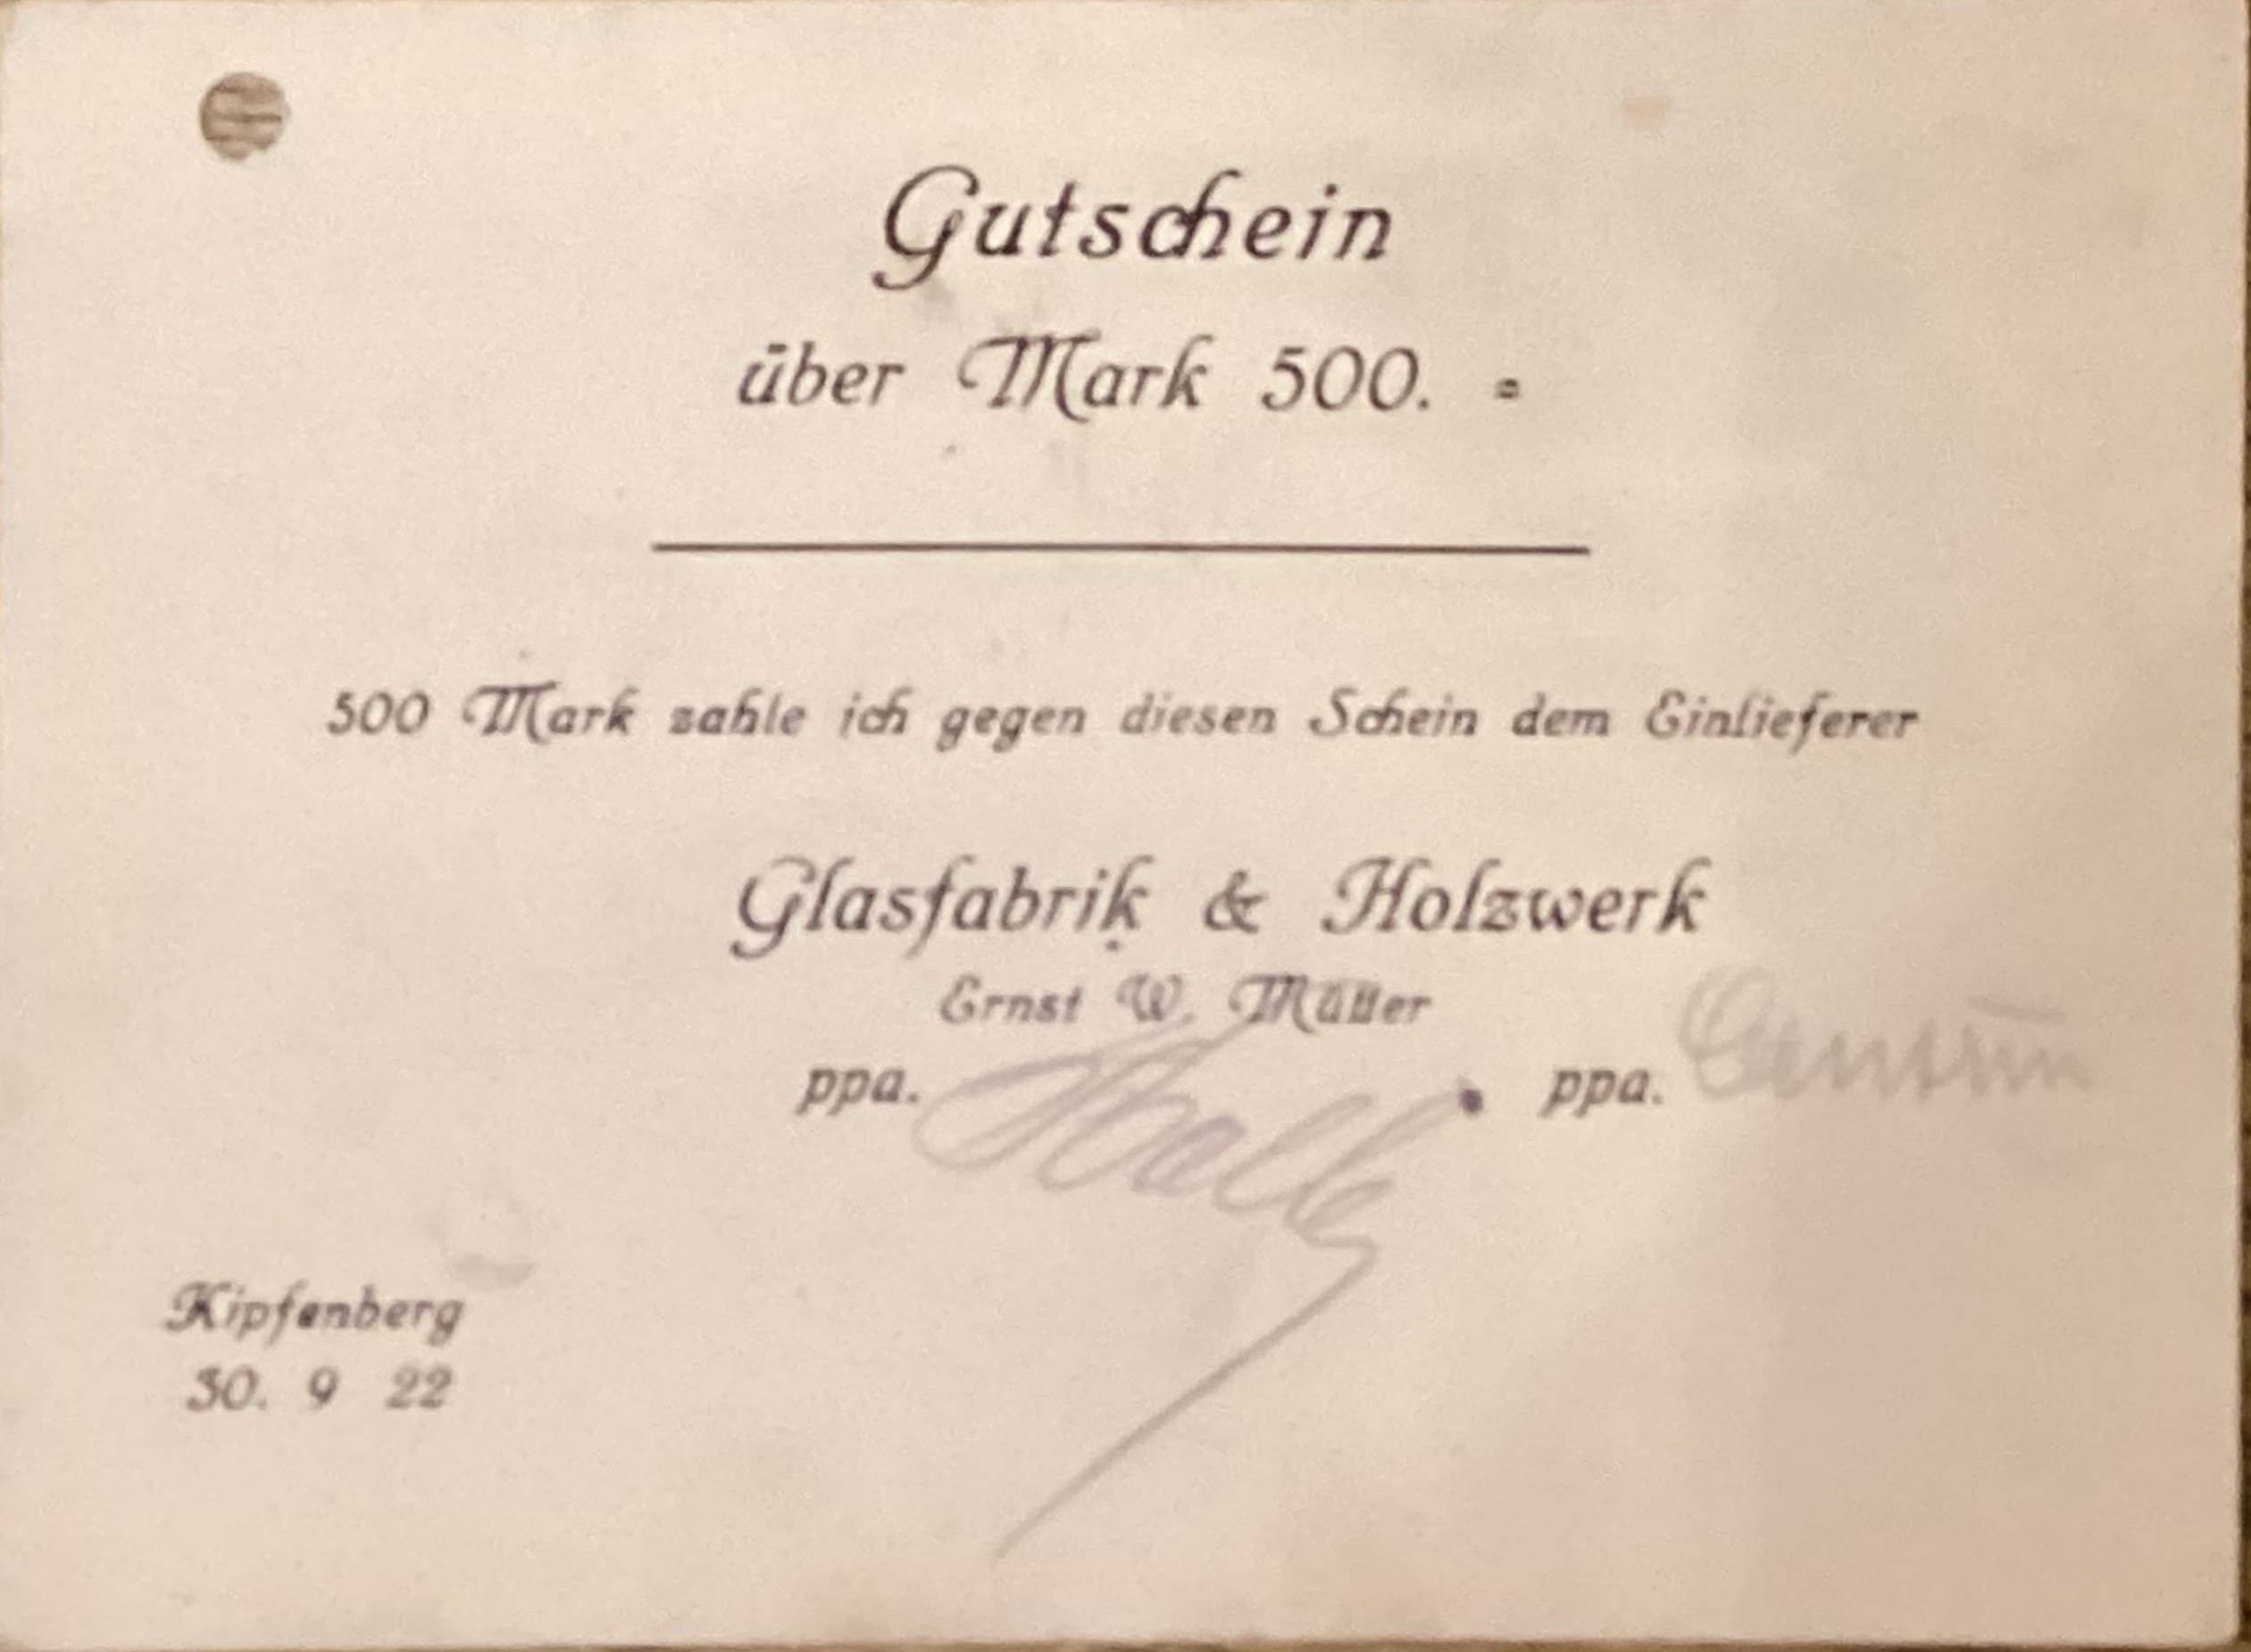 Gutschein
über Mark 500. =
500 Mark zahle ich gegen diesen Schein dem Einlieferer
Glasfabrik & Holzwerk
Ernst W. Müller
ppa. ppa.
Kipfenberg
30. 9 22